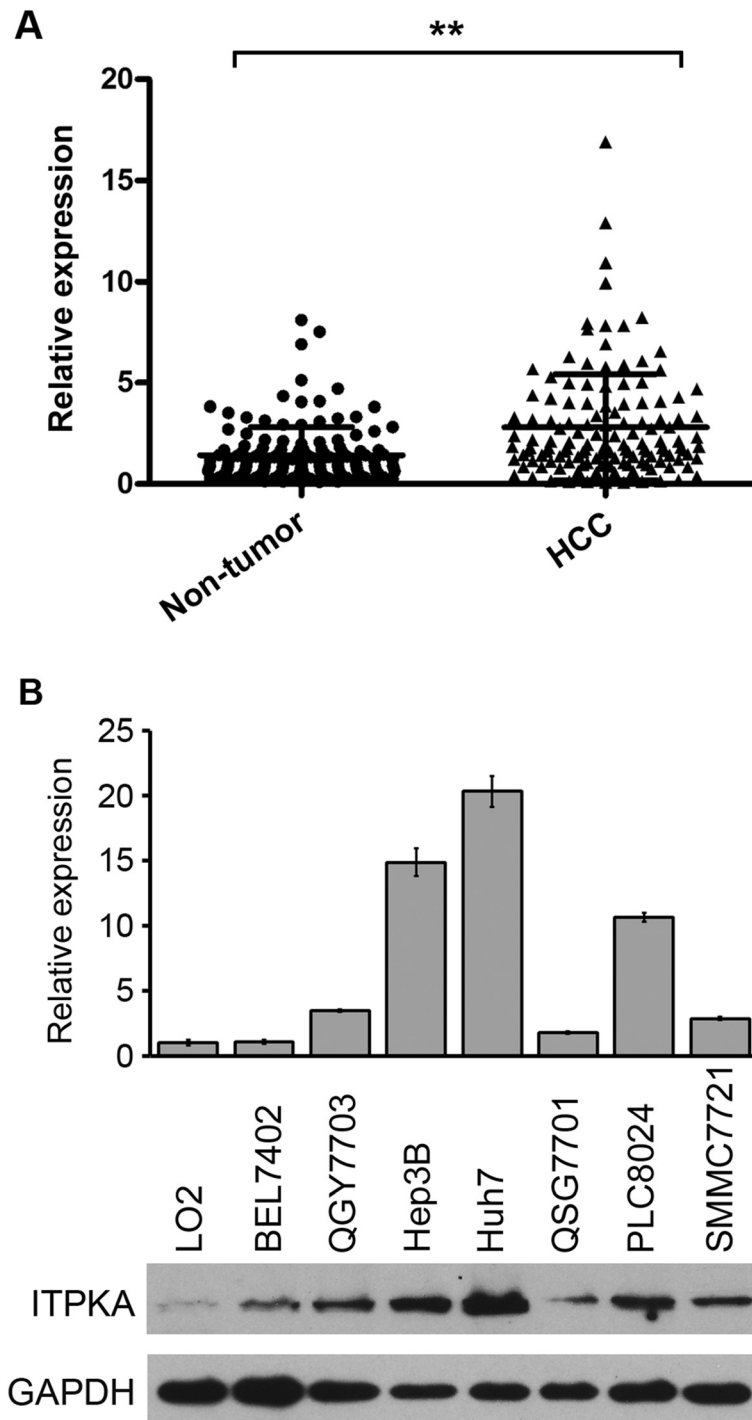 A
**
20
15
10
5
0
Relative expression
Non-tumor
HCC
B
25
20
15
10
5
0
Relative expression
LO2
BEL7402
QGY7703
Hep3B
Huh7
QSG7701
PLC8024
SMMC7721
ITPKA
GAPDH